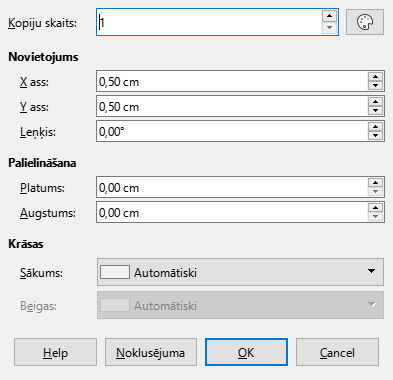 Kopiju skaits: 1
Novietojums
X ass: 0,50 cm
Y ass: 0,50 cm
Leņķis: 0,00°
Palielināšana
Platums: 0,00 cm
Augstums: 0,00 cm
Krāsas
Sākums: Automātiski
Beigas: Automātiski
Help Noklusējuma OK Cancel